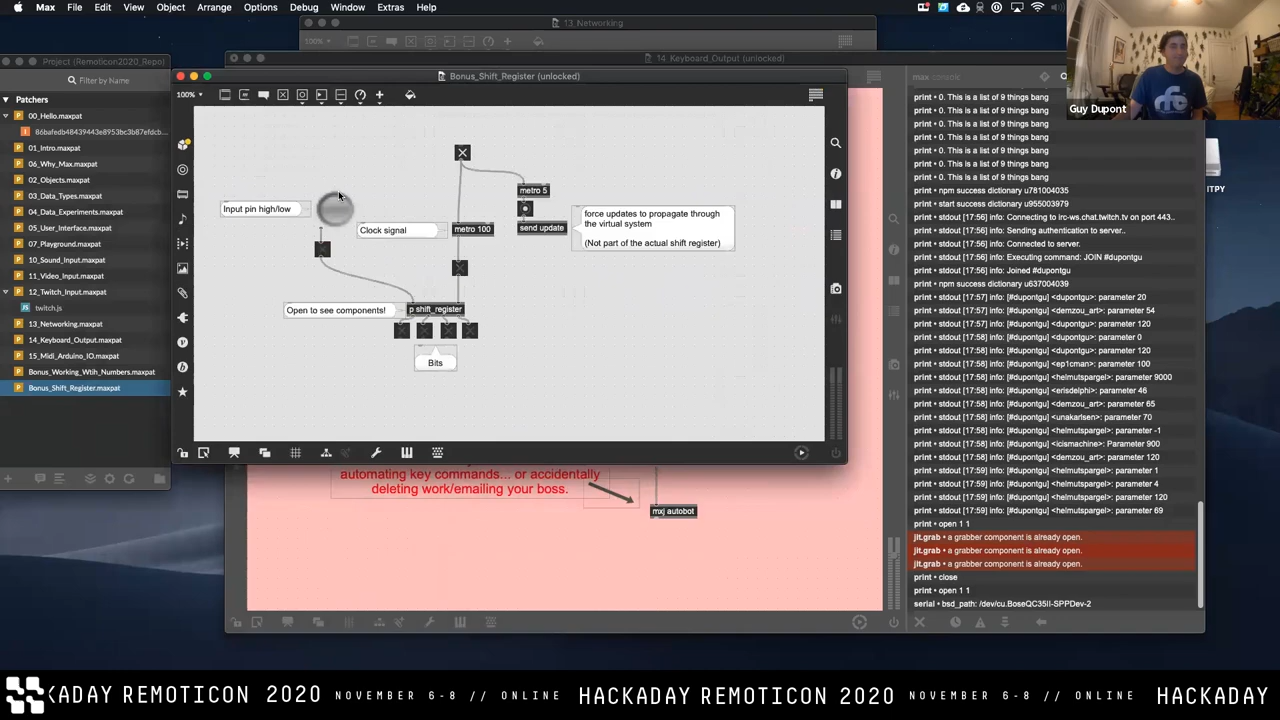 Max File Edit View Object Arrange Options Debug Window Extras Help
13_Networking
100%
Project (Remoticon2020_Repo)
14_Keyboard_Output (unlocked)
Filter by Name
Bonus_Shift_Register (unlocked)
max console
100%
Guy Dupont
Patchers
00_Hello.maxpat
86bafedb48439443e8953bc3b87efdcb...
01_Intro.maxpat
06_Why_Max.maxpat
02_Objects.maxpat
03_Data_Types.maxpat
04_Data_Experiments.maxpat
05_User_Interface.maxpat
07_Playground.maxpat
10_Sound_Input.maxpat
11_Video_Input.maxpat
12_Twitch_Input.maxpat
twitch.js
13_Networking.maxpat
14_Keyboard_Output.maxpat
15_Midi_Arduino_IO.maxpat
Bonus_Working_Wtih_Numbers.maxpat
Bonus_Shift_Register.maxpat
Input pin high/low
Clock signal
metro 100
metro 5
send update
force updates to propagate through
the virtual system
(Not part of the actual shift register)
Open to see components!
p shift_register
Bits
automating key commands... or accidentally
deleting work/emailing your boss.
mxj autobot
print • 0. This is a list of 9 things bang
print • 0. This is a list of 9 things bang
print • 0. This is a list of 9 things bang
print • 0. This is a list of 9 things bang
print • 0. This is a list of 9 things bang
print • 0. This is a list of 9 things bang
print • 0. This is a list of 9 things bang
print • npm success dictionary u781004035
print • start success dictionary u955003979
print • stdout [17:56] info: Connecting to irc-ws.chat.twitch.tv on port 443..
print • stdout [17:56] info: Sending authentication to server..
print • stdout [17:56] info: Connected to server.
print • stdout [17:56] info: Executing command: JOIN #dupontgu
print • stdout [17:56] info: Joined #dupontgu
print • npm success dictionary u637004039
print • stdout [17:57] info: [#dupontgu] <dupontgu>: parameter 20
print • stdout [17:57] info: [#dupontgu] <demzou_art>: parameter 54
print • stdout [17:57] info: [#dupontgu] <dupontgu>: parameter 120
print • stdout [17:58] info: [#dupontgu] <dupontgu>: parameter 0
print • stdout [17:58] info: [#dupontgu] <dupontgu>: parameter 120
print • stdout [17:58] info: [#dupontgu] <ep1cman>: parameter 100
print • stdout [17:58] info: [#dupontgu] <helmutspargel>: parameter 9000
print • stdout [17:58] info: [#dupontgu] <erisdelphi>: parameter 46
print • stdout [17:58] info: [#dupontgu] <demzou_art>: parameter 65
print • stdout [17:58] info: [#dupontgu] <unakarlsen>: parameter 70
print • stdout [17:58] info: [#dupontgu] <helmutspargel>: parameter -1
print • stdout [17:58] info: [#dupontgu] <icismachine>: Parameter 900
print • stdout [17:58] info: [#dupontgu] <demzou_art>: parameter 120
print • stdout [17:59] info: [#dupontgu] <helmutspargel>: parameter 1
print • stdout [17:59] info: [#dupontgu] <helmutspargel>: parameter 4
print • stdout [17:59] info: [#dupontgu] <helmutspargel>: parameter 120
print • stdout [17:59] info: [#dupontgu] <helmutspargel>: parameter 69
print • open 1 1
jit.grab • a grabber component is already open.
jit.grab • a grabber component is already open.
jit.grab • a grabber component is already open.
print • close
print • open 1 1
serial • bsd_path: /dev/cu.BoseQC35II-SPPDev-2
ITPY
KADAY REMOTICON 2020 NOVEMBER 6-8 // ONLINE HACKADAY REMOTICON 2020 NOVEMBER 6-8 // ONLINE HACKADAY